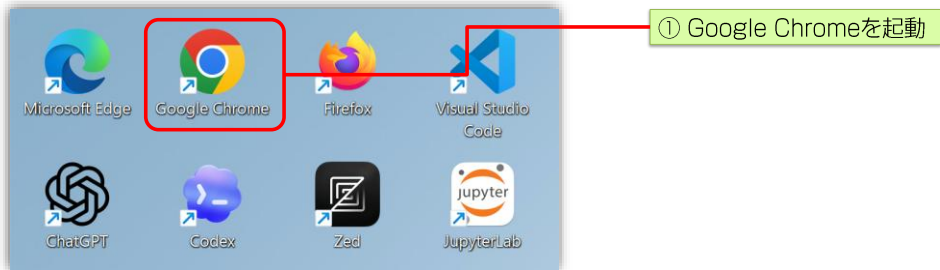 ① Google Chromeを起動
Microsoft Edge
Google Chrome
Firefox
Visual Studio
Code
ChatGPT
Codex
Zed
jupyter
JupyterLab